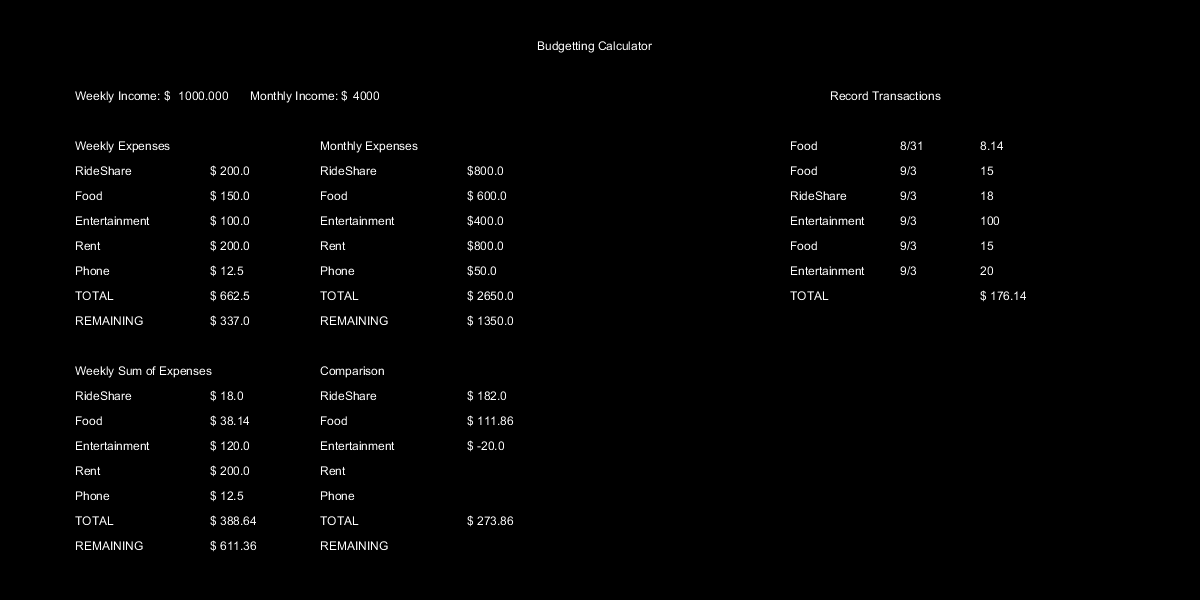 Budgetting Calculator
Weekly Income: $ 1000.000 Monthly Income: $ 4000 Record Transactions
Weekly Expenses Monthly Expenses Food 8/31 8.14
RideShare $ 200.0 RideShare $800.0 Food 9/3 15
Food $ 150.0 Food $ 600.0 RideShare 9/3 18
Entertainment $ 100.0 Entertainment $400.0 Entertainment 9/3 100
Rent $ 200.0 Rent $800.0 Food 9/3 15
Phone $ 12.5 Phone $50.0 Entertainment 9/3 20
TOTAL $ 662.5 TOTAL $ 2650.0 TOTAL $ 176.14
REMAINING $ 337.0 REMAINING $ 1350.0
Weekly Sum of Expenses Comparison
RideShare $ 18.0 RideShare $ 182.0
Food $ 38.14 Food $ 111.86
Entertainment $ 120.0 Entertainment $ -20.0
Rent $ 200.0 Rent
Phone $ 12.5 Phone
TOTAL $ 388.64 TOTAL $ 273.86
REMAINING $ 611.36 REMAINING